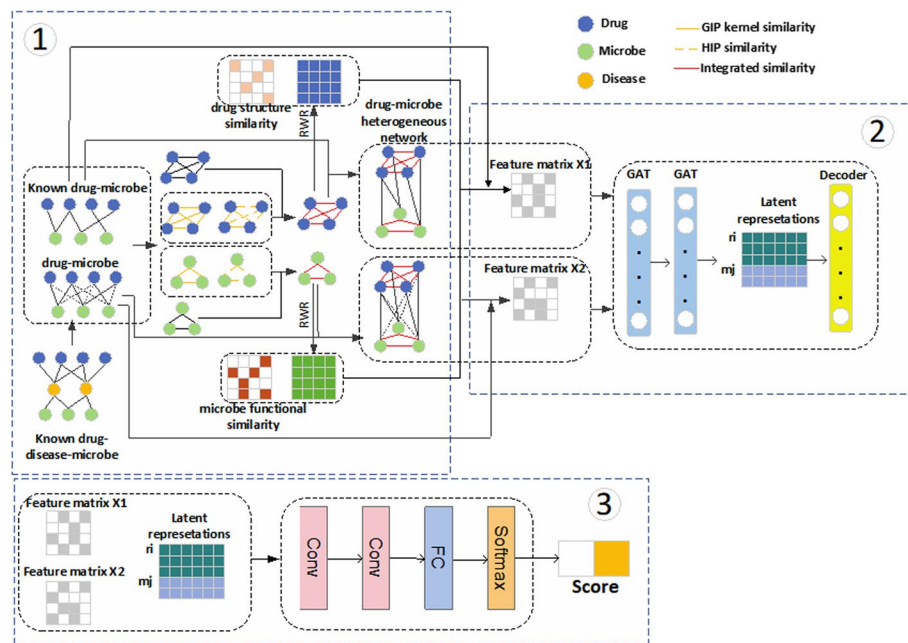 1
Drug
Microbe
Disease
GIP kernel similarity
HIP similarity
Integrated similarity
drug structure
similarity
RWR
drug-microbe
heterogeneous
network
Known drug-microbe
drug-microbe
RWR
microbe functional
similarity
Known drug-
disease-microbe
2
Feature matrix X1
Feature matrix X2
GAT
GAT
Latent
represetations
ri
mj
Decoder
3
Feature matrix X1
Feature matrix X2
Latent
represetations
ri
mj
Conv
Conv
FC
Softmax
Score